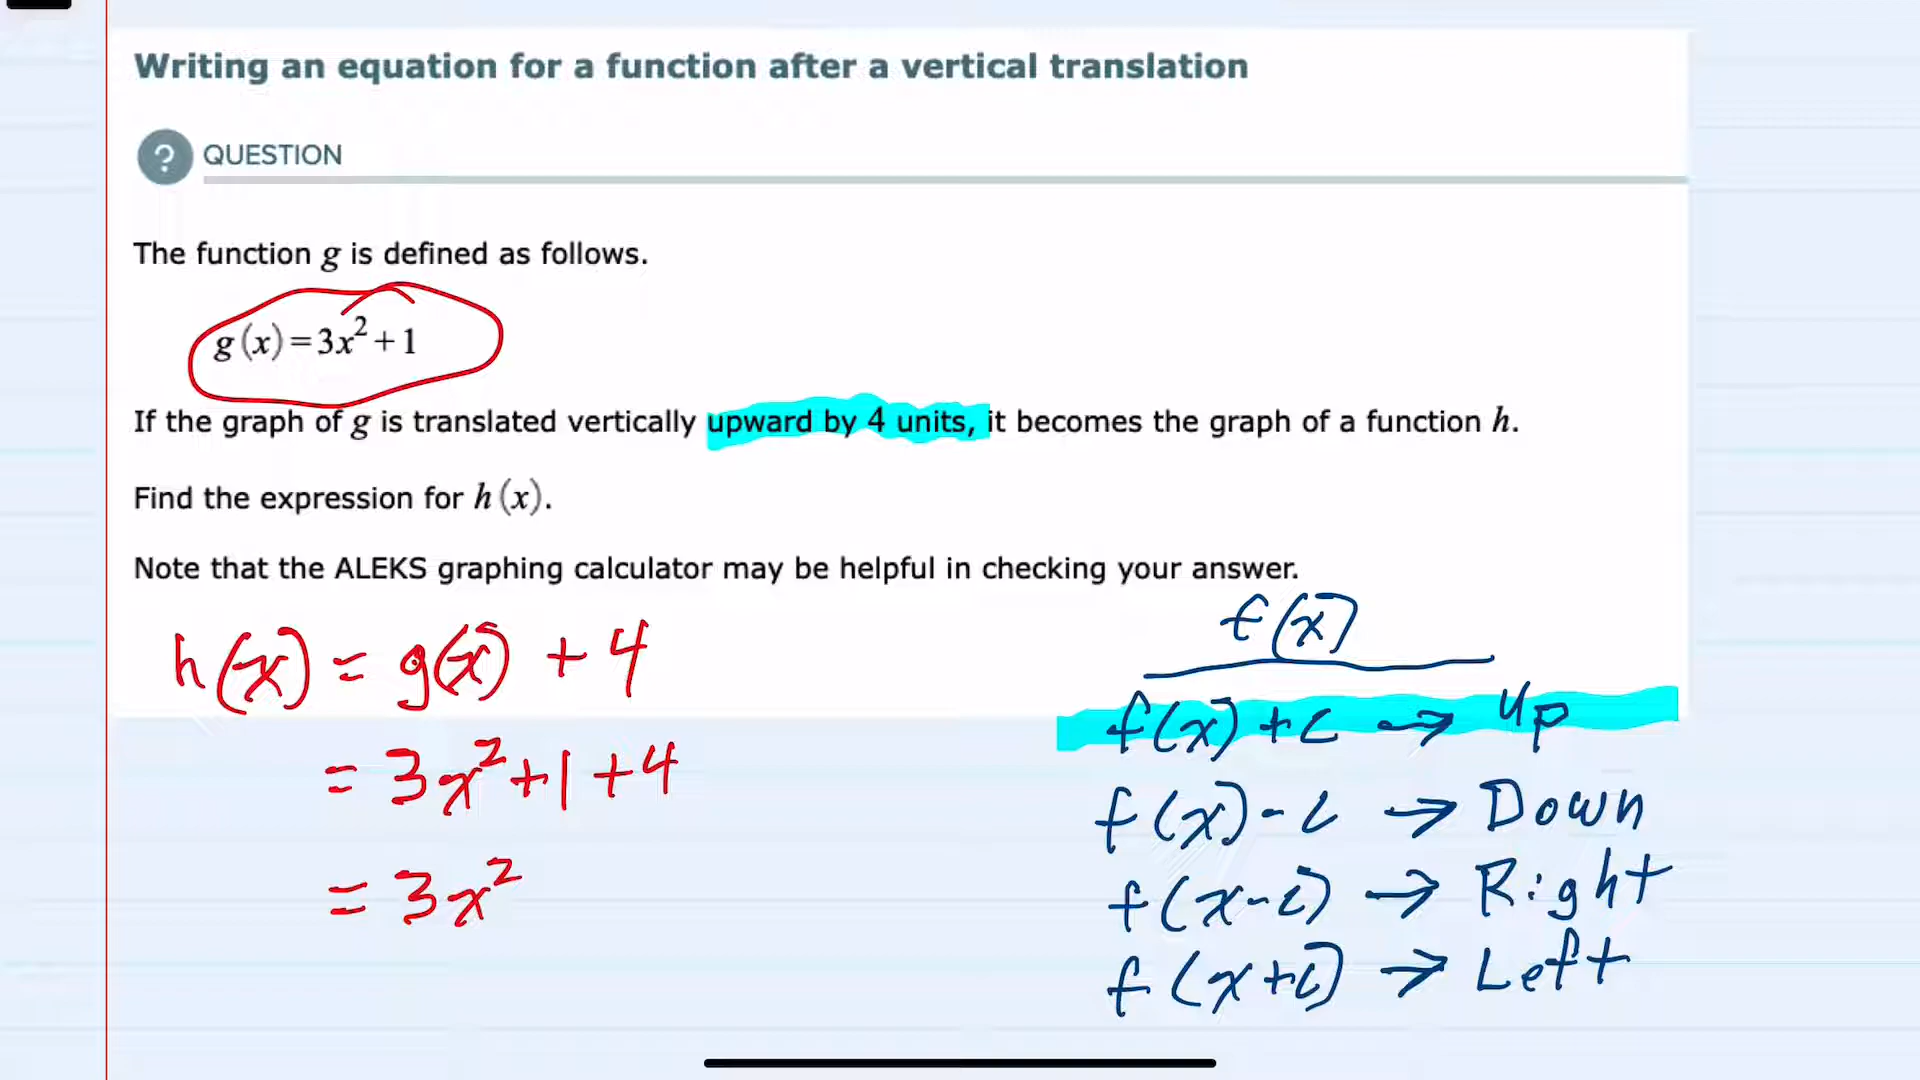 Writing an equation for a function after a vertical translation
? QUESTION
The function g is defined as follows.
g(x)=3x²+1
If the graph of g is translated vertically upward by 4 units, it becomes the graph of a function h.
Find the expression for h(x).
Note that the ALEKS graphing calculator may be helpful in checking your answer.
h(x) = g(x) + 4
= 3x²+1+4
= 3x²
f(x)
f(x)+c → Up
f(x)-c → Down
f(x-c) → Right
f(x+c) → Left